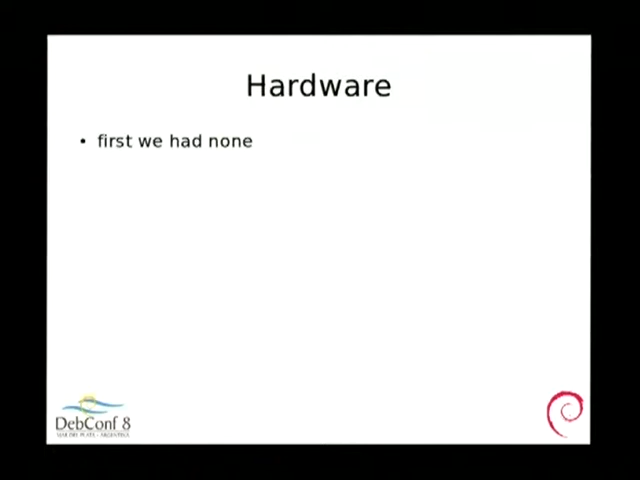 Hardware
• first we had none
DebConf 8
MAR DEL PLATA - ARGENTINA